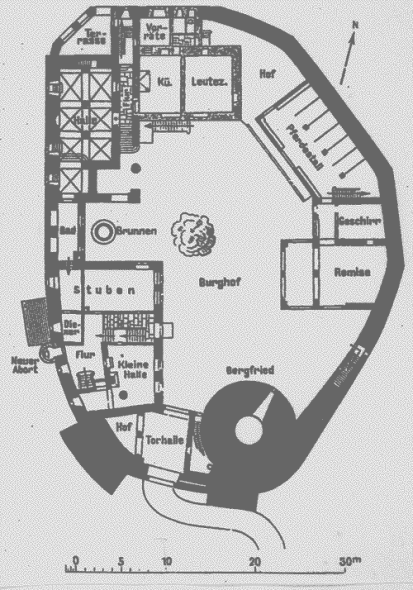 N
Ter-
rasse
Vor-
räte
Kü.
Leutez.
Hof
Halle
Pferdestall
Bad
Brunnen
Geschirr
Burghof
Remise
Stuben
Die-
ner
Neuer
Abort
Flur
Kleine
Halle
Bergfried
Hof
Torhalle
0 5 10 20 30m